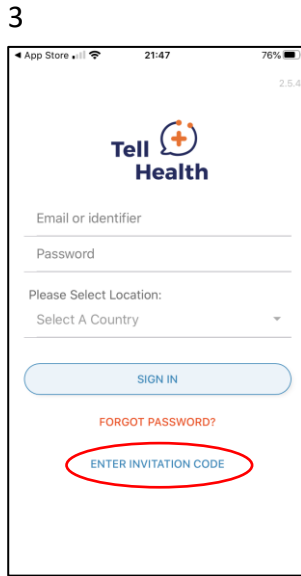 3
App Store 21:47 76%
2.5.4
Tell
Health
Email or identifier
Password
Please Select Location:
Select A Country
SIGN IN
FORGOT PASSWORD?
ENTER INVITATION CODE